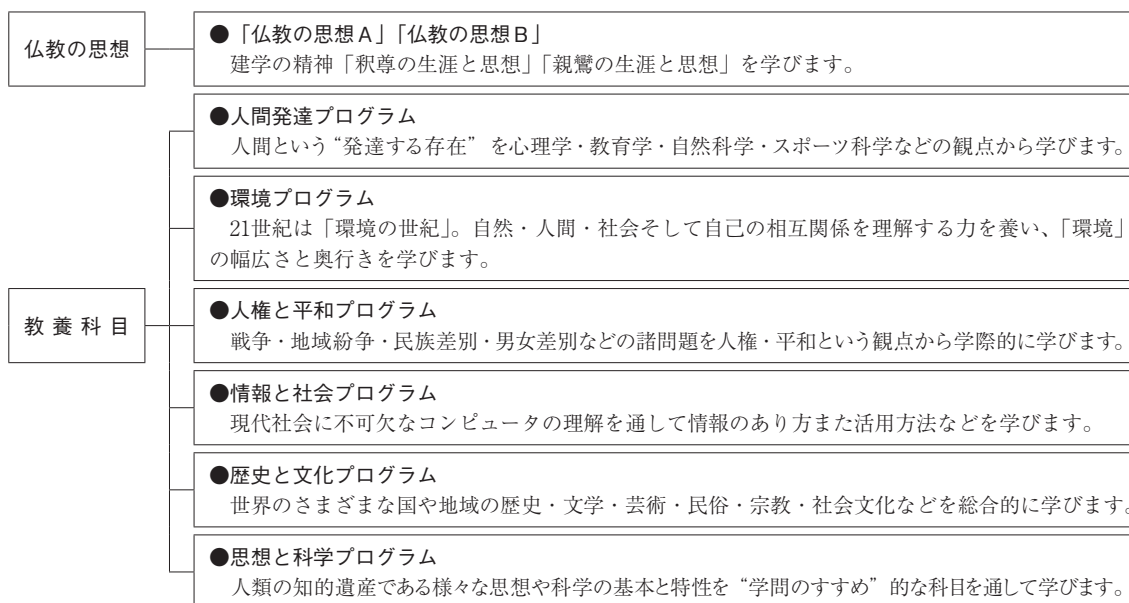 仏教の思想
●「仏教の思想A」「仏教の思想B」
建学の精神「釈尊の生涯と思想」「親鸞の生涯と思想」を学びます。
教養科目
●人間発達プログラム
人間という“発達する存在”を心理学・教育学・自然科学・スポーツ科学などの観点から学びます。
●環境プログラム
21世紀は「環境の世紀」。自然・人間・社会そして自己の相互関係を理解する力を養い、「環境」
の幅広さと奥行きを学びます。
●人権と平和プログラム
戦争・地域紛争・民族差別・男女差別などの諸問題を人権・平和という観点から学際的に学びます。
●情報と社会プログラム
現代社会に不可欠なコンピュータの理解を通して情報のあり方また活用方法などを学びます。
●歴史と文化プログラム
世界のさまざまな国や地域の歴史・文学・芸術・民俗・宗教・社会文化などを総合的に学びます。
●思想と科学プログラム
人類の知的遺産である様々な思想や科学の基本と特性を“学問のすすめ”的な科目を通して学びます。